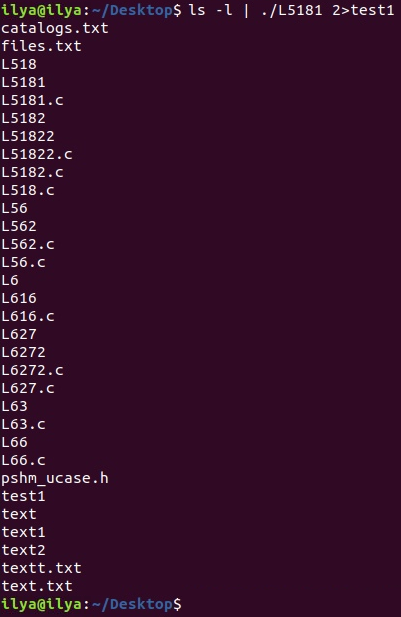 ilya@ilya:~/Desktop$ ls -l | ./L5181 2>test1
catalogs.txt
files.txt
L518
L5181
L5181.c
L5182
L51822
L51822.c
L5182.c
L518.c
L56
L562
L562.c
L56.c
L6
L616
L616.c
L627
L6272
L6272.c
L627.c
L63
L63.c
L66
L66.c
pshm_ucase.h
test1
text
text1
text2
textt.txt
text.txt
ilya@ilya:~/Desktop$